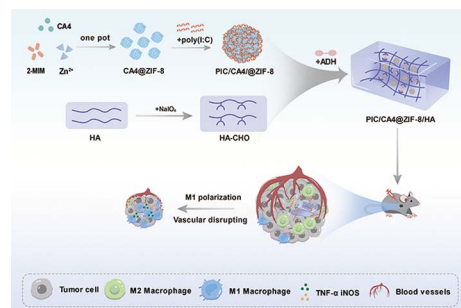 CA4
one pot
+poly(I:C)
2-MIM
Zn²⁺
CA4@ZIF-8
PIC/CA4/@ZIF-8
+ADH
+NaIO₄
HA
HA-CHO
PIC/CA4@ZIF-8/HA
M1 polarization
Vascular disrupting
Tumor cell
M2 Macrophage
M1 Macrophage
TNF-α iNOS
Blood vessels